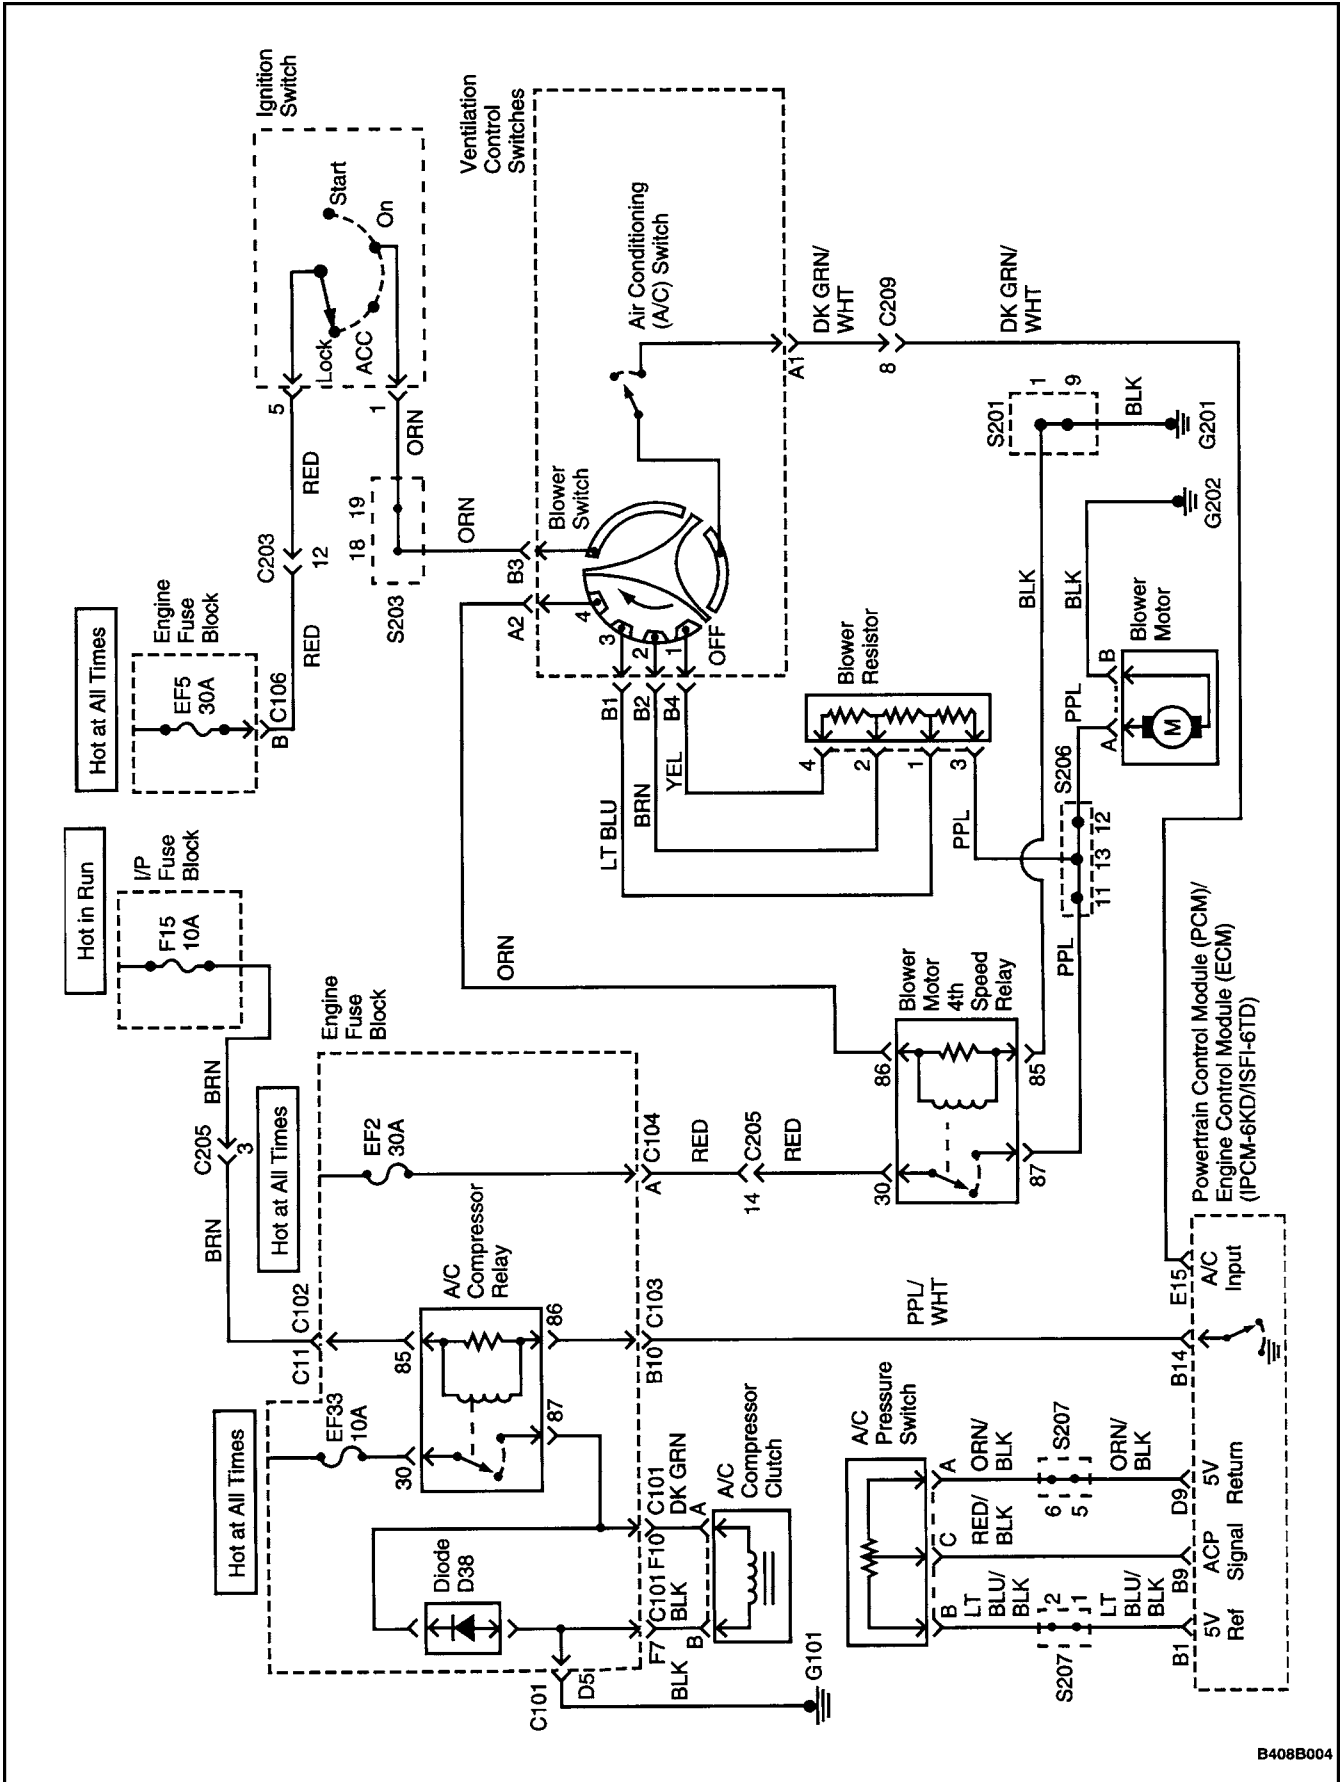 Hot at All Times
EF33
10A
Diode
D38
30
87
85
86
A/C
Compressor
Relay
C101
D5
F7
C101
BLK
BLK
B
F10
C101
DK GRN
A
A/C
Compressor
Clutch
G101
C11
C102
BRN
C205
3
BRN
Hot in Run
I/P
Fuse
Block
F15
10A
Hot at All Times
EF2
30A
Engine
Fuse
Block
B10
C103
PPL/
WHT
A
C104
RED
14
C205
RED
30
87
86
85
Blower
Motor
4th
Speed
Relay
ORN
A/C
Pressure
Switch
B
LT
BLU/
BLK
S207
2
1
LT
BLU/
BLK
C
RED/
BLK
A
ORN/
BLK
6
5
S207
ORN/
BLK
B1
5V
Ref
B9
ACP
Signal
D9
5V
Return
B14
E15
A/C
Input
Powertrain Control Module (PCM)/
Engine Control Module (ECM)
(IPCM-6KD/ISFI-6TD)
Hot at All Times
Engine
Fuse
Block
EF5
30A
B
C106
RED
C203
12
RED
5
Ignition
Switch
Lock
ACC
On
Start
1
ORN
18
19
S203
ORN
Ventilation
Control
Switches
B3
A2
Blower
Switch
4
3
2
1
OFF
Air Conditioning
(A/C) Switch
A1
DK GRN/
WHT
8
C209
DK GRN/
WHT
B1
B2
B4
LT BLU
BRN
YEL
Blower
Resistor
4
2
1
3
PPL
PPL
11
13
12
S206
PPL
A
B
Blower
Motor
M
BLK
BLK
S201
1
9
BLK
G202
G201
B408B004